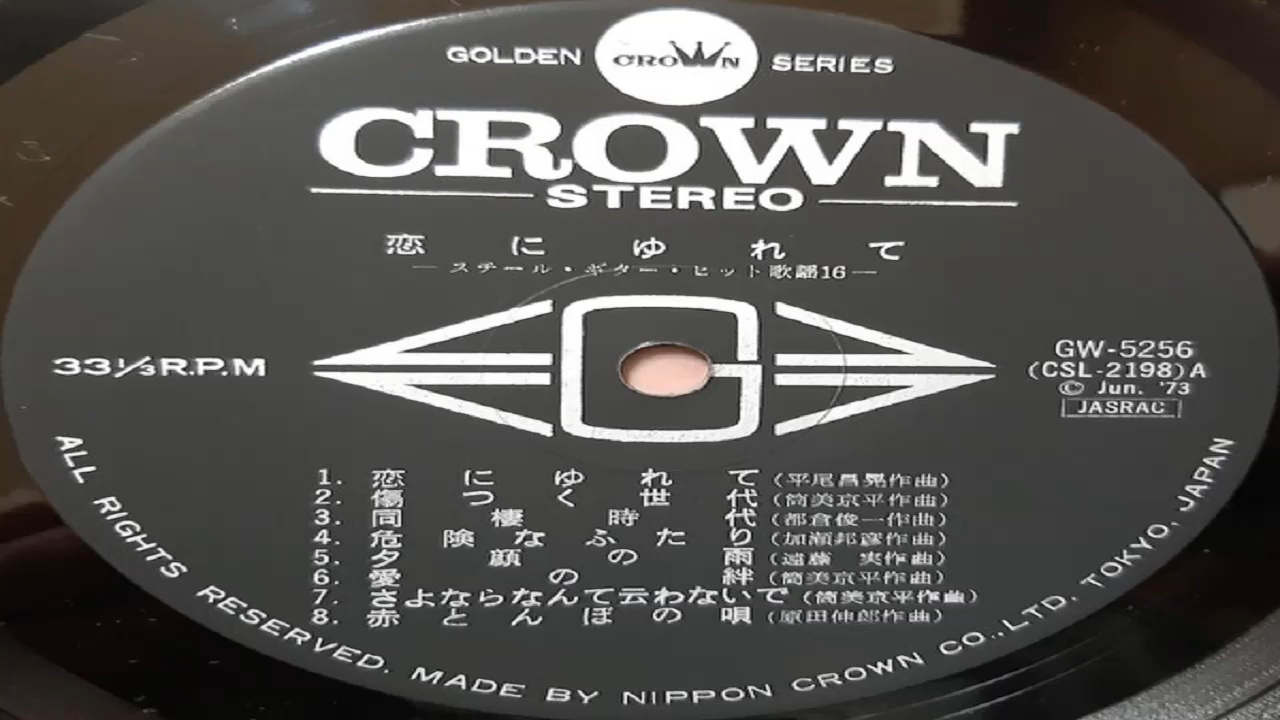 GOLDEN CROWN SERIES
CROWN
STEREO
恋にゆれて
― スチール・ギター・ヒット歌謡16 ―
33⅓ R.P.M
GW-5256
(CSL-2198) A
© Jun. '73
JASRAC
G
1. 恋にゆれて (平尾昌晃作曲)
2. 傷つく世代 (筒美京平作曲)
3. 同棲時代 (都倉俊一作曲)
4. 危険なふたり (加瀬邦彦作曲)
5. 夕顔の雨 (遠藤 実作曲)
6. 愛の絆 (筒美京平作曲)
7. さよならなんて云わないで (筒美京平作曲)
8. 赤とんぼの唄 (原田伸郎作曲)
ALL RIGHTS RESERVED. MADE BY NIPPON CROWN CO.,LTD. TOKYO, JAPAN